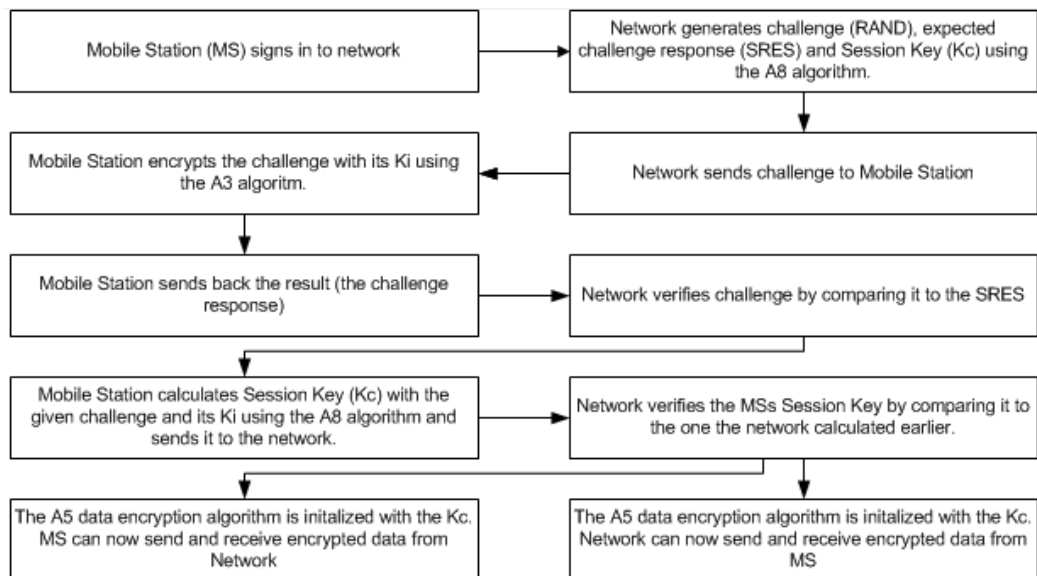 Mobile Station (MS) signs in to network
Network generates challenge (RAND), expected
challenge response (SRES) and Session Key (Kc) using
the A8 algorithm.
Mobile Station encrypts the challenge with its Ki using
the A3 algoritm.
Network sends challenge to Mobile Station
Mobile Station sends back the result (the challenge
response)
Network verifies challenge by comparing it to the SRES
Mobile Station calculates Session Key (Kc) with the
given challenge and its Ki using the A8 algorithm and
sends it to the network.
Network verifies the MSs Session Key by comparing it to
the one the network calculated earlier.
The A5 data encryption algorithm is initalized with the Kc.
MS can now send and receive encrypted data from
Network
The A5 data encryption algorithm is initalized with the Kc.
Network can now send and receive encrypted data from
MS